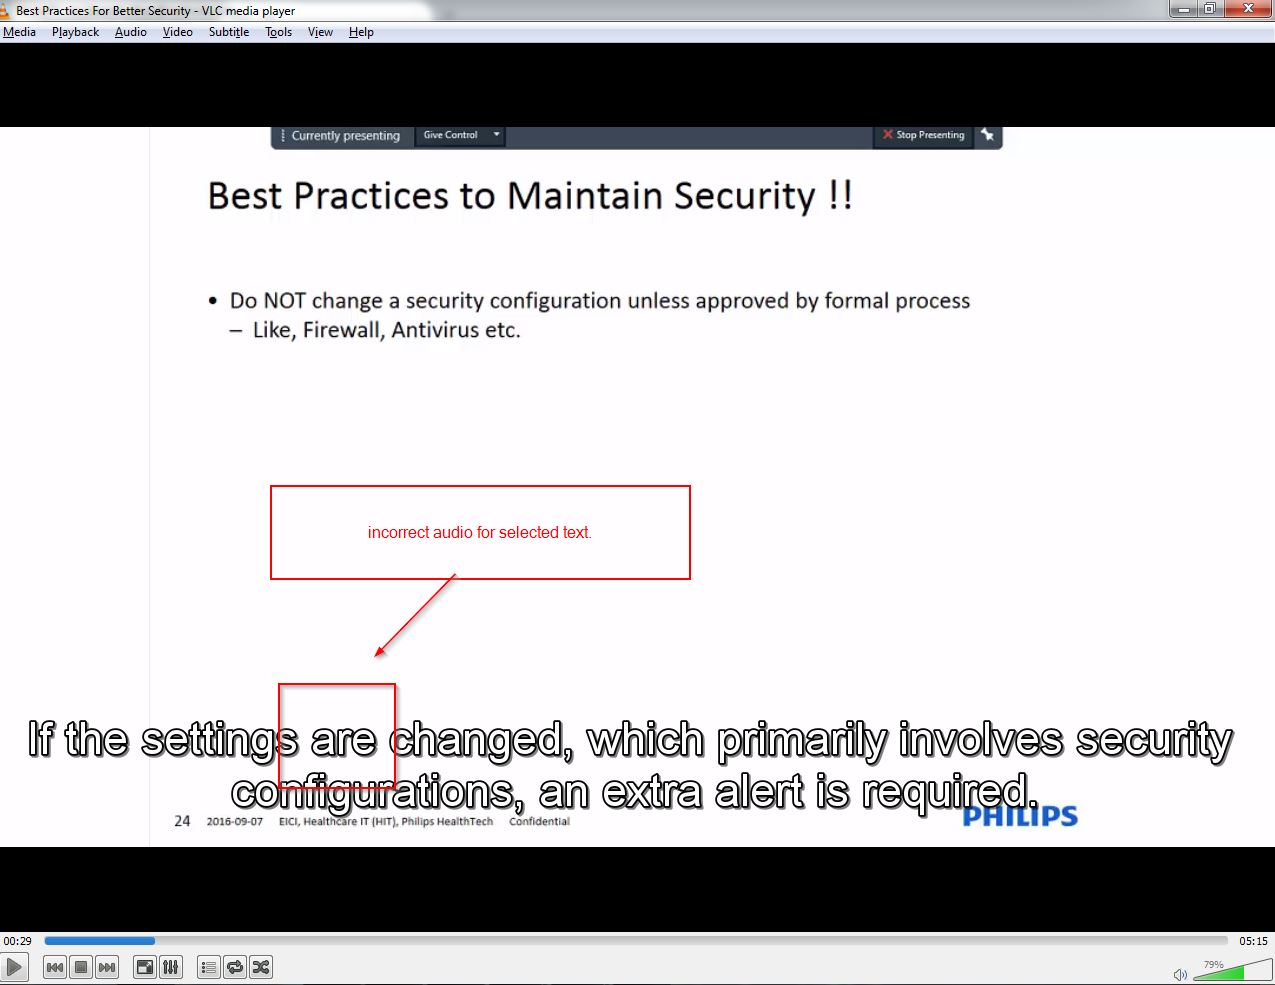 Best Practices For Better Security - VLC media player
Media Playback Audio Video Subtitle Tools View Help
Currently presenting Give Control Stop Presenting
Best Practices to Maintain Security !!
• Do NOT change a security configuration unless approved by formal process
– Like, Firewall, Antivirus etc.
incorrect audio for selected text.
If the settings are changed, which primarily involves security
configurations, an extra alert is required.
24 2016-09-07 EICI, Healthcare IT (HIT), Philips HealthTech Confidential
PHILIPS
00:29 05:15
79%